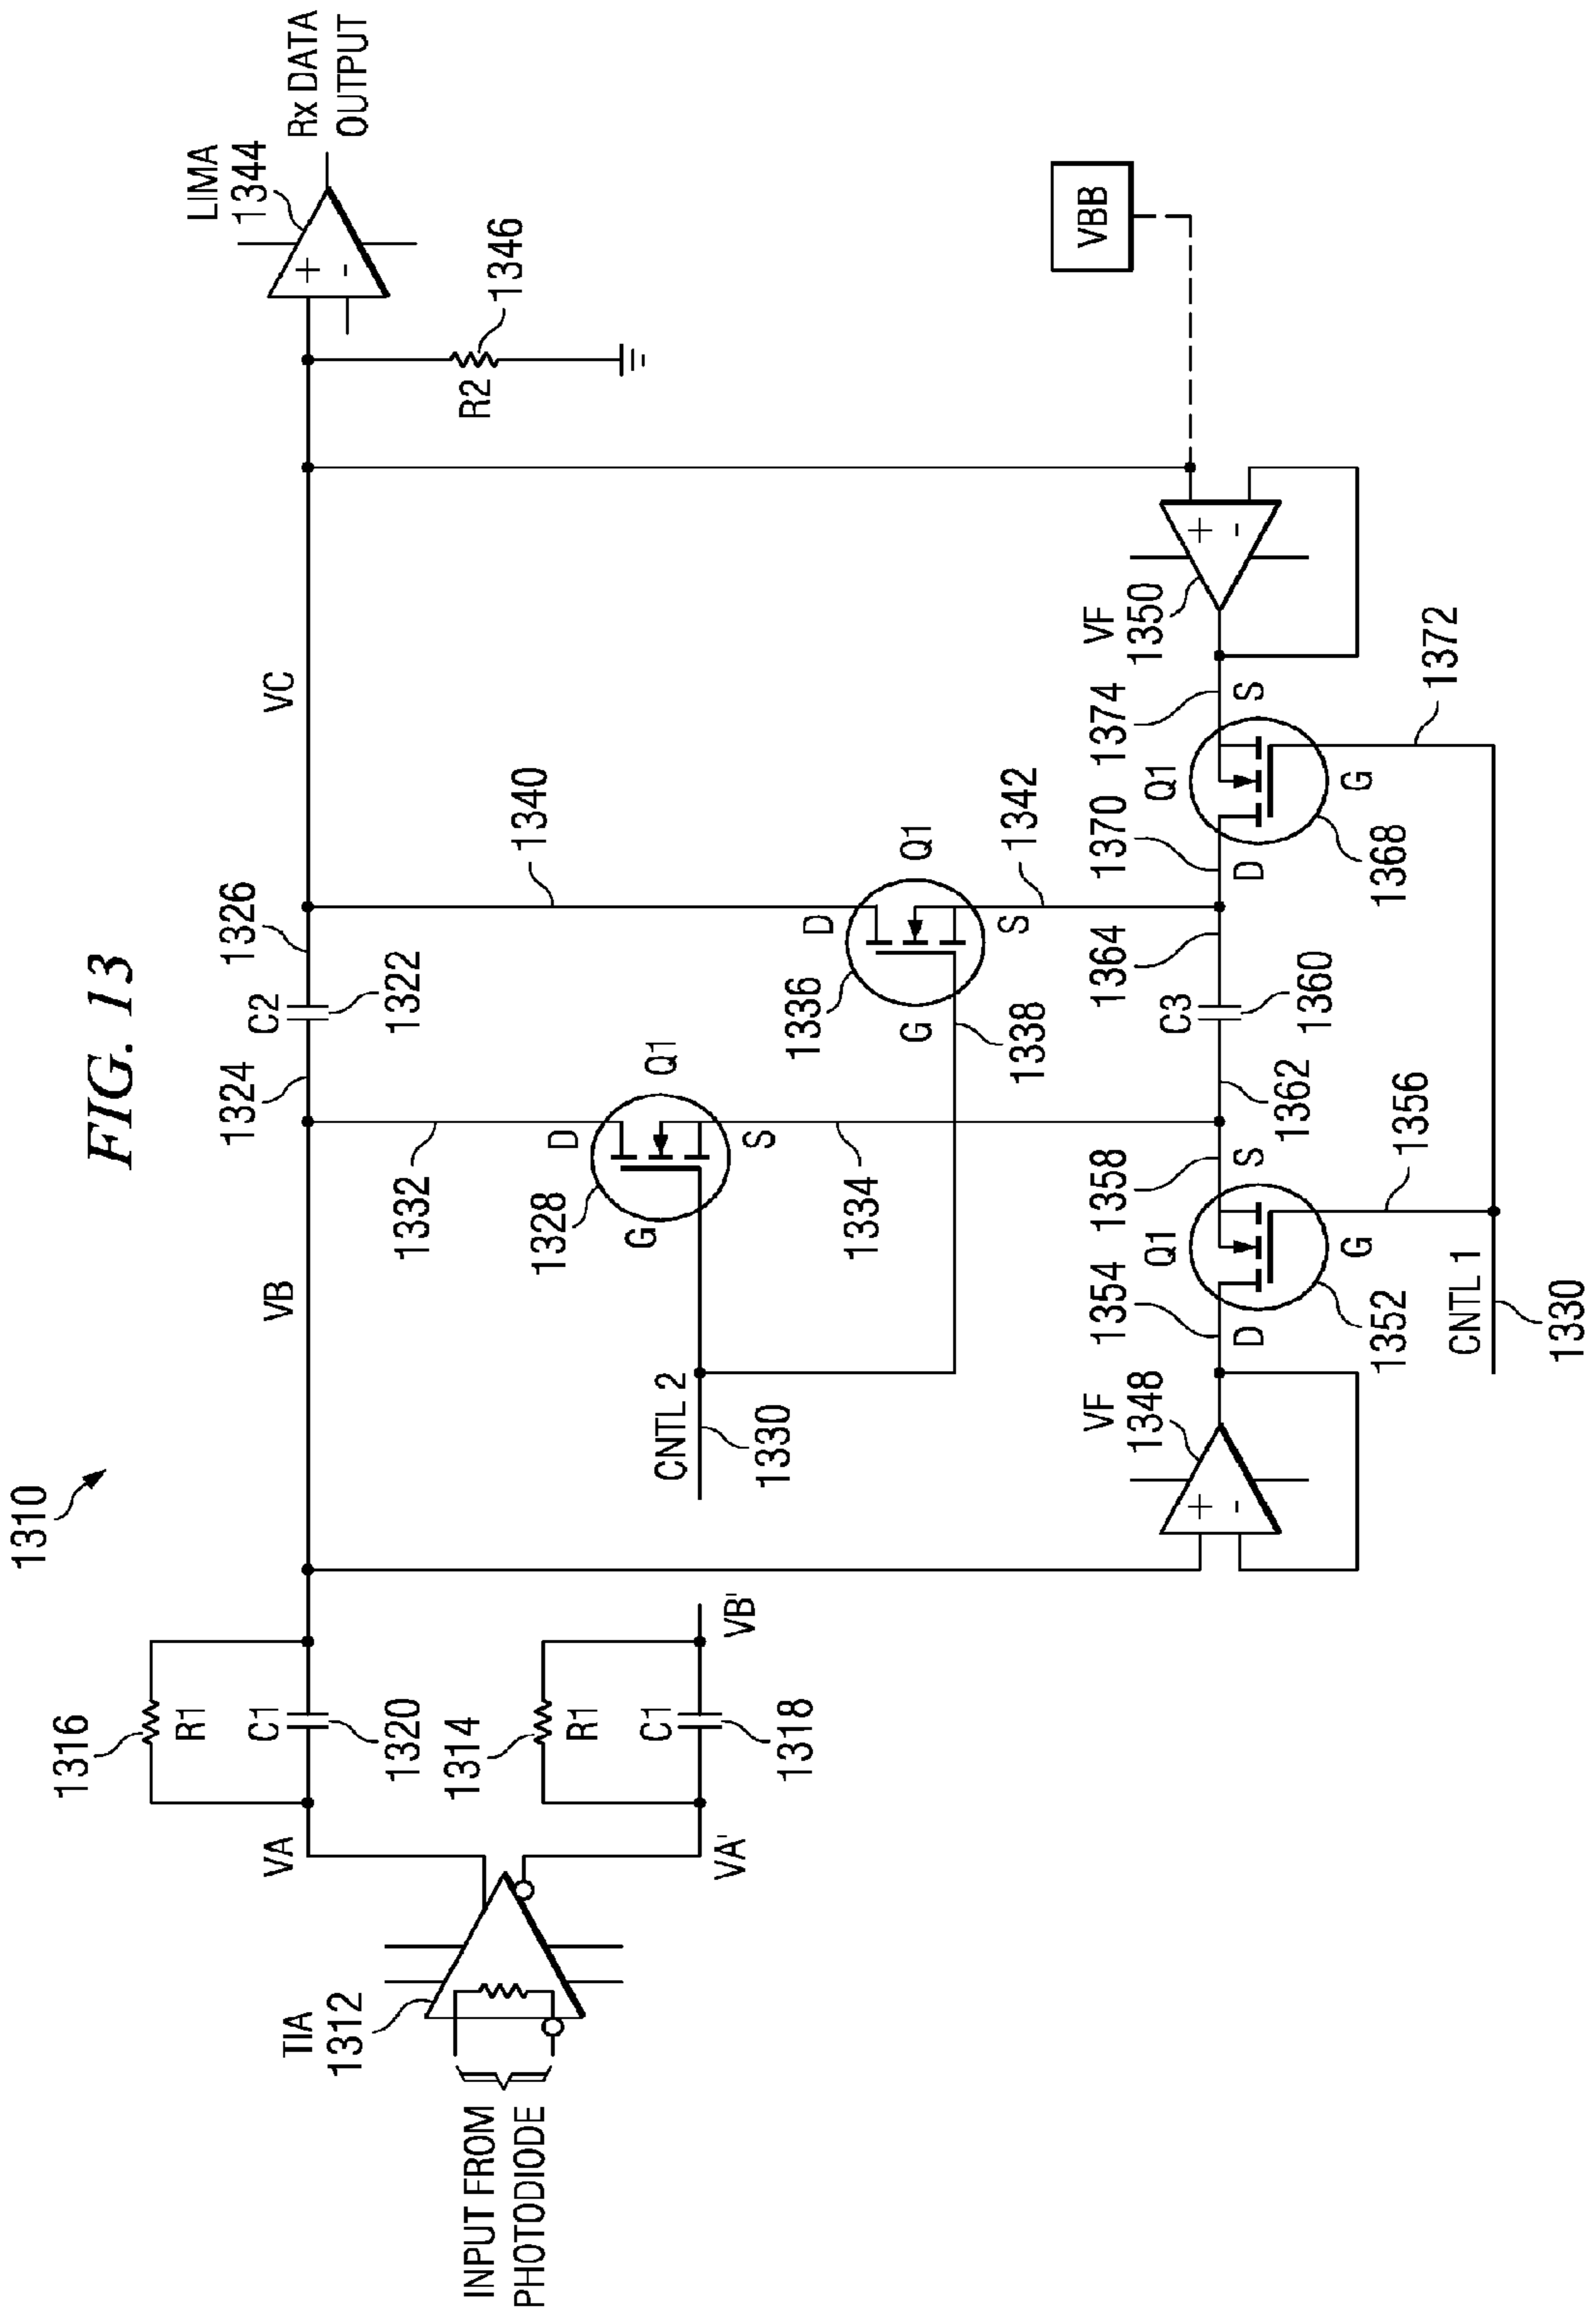 FIG. 13
1310
TIA
1312
INPUT FROM
PHOTODIODE
VA
VA'
1316
R1
C1
1320
1314
R1
C1
1318
VB'
VB
1324
C2
1326
1322
VC
LIMA
1344
+
-
Rx DATA
OUTPUT
R2
1346
1332
D
Q1
1328
G
S
1334
CNTL 2
1330
1340
D
Q1
1336
G
S
1338
1342
VF
1348
+
-
1354
D
Q1
1358
S
G
1352
1356
CNTL 1
1330
1362
C3
1360
1364
1370
D
Q1
1374
S
G
1368
1372
VF
1350
+
-
VBB